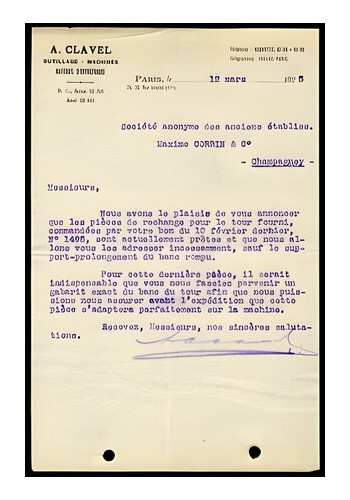 A. CLAVEL
OUTILLAGE - MACHINES
PARIS, le 12 mars 5
Société anonyme des anciens établiss.
Maxime CORBIN & Cº
- Champagney -
Messieurs,
Nous avons le plaisir de vous annoncer
que les pièces de rechange pour le tour fourni,
commandées par votre bon du 10 février dernier,
Nº 1495, sont actuellement prêtes et que nous al-
lons vous les adresser incessamment, sauf le sup-
port-prolongement du banc rompu.
Pour cette dernière pièce, il serait
indispensable que vous nous fassiez parvenir un
gabarit exact du banc du tour afin que nous puis-
sions nous assurer avant l'expédition que cette
pièce s'adaptera parfaitement sur la machine.
Recevez, Messieurs, nos sincères saluta-
tions.